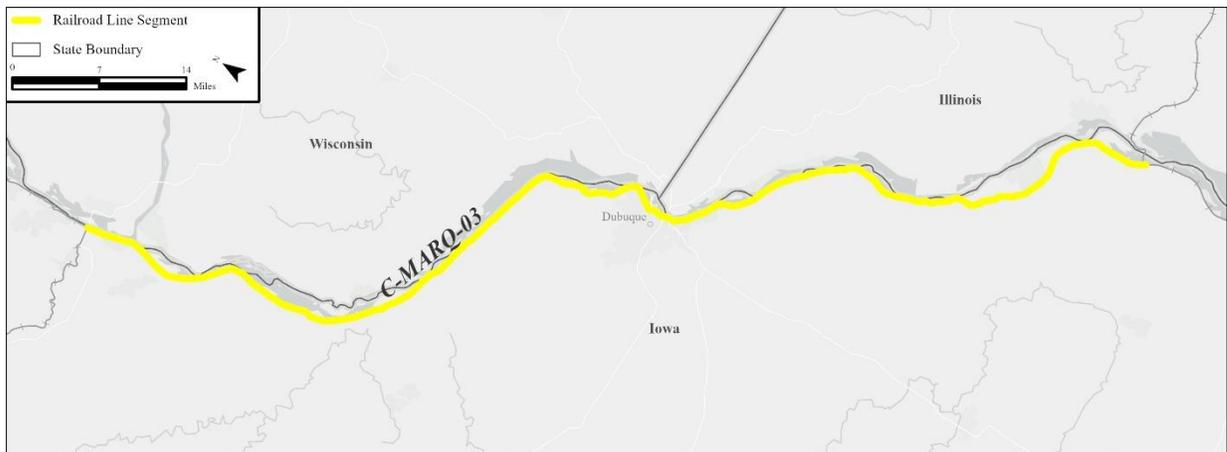 Railroad Line Segment
State Boundary
0 7 14
Miles
N
Wisconsin
Illinois
C-MARQ-03
Dubuque
Iowa